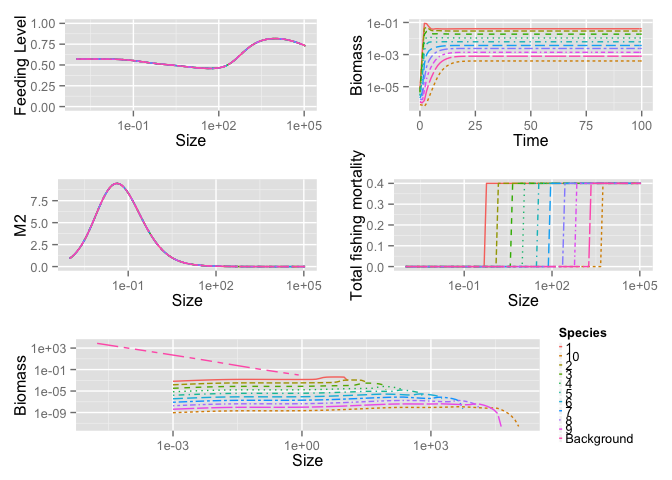 Feeding Level
1.00
0.75
0.50
0.25
0.00
1e-01
1e+02
1e+05
Size
Biomass
1e-01
1e-03
1e-05
0
25
50
75
100
Time
M2
7.5
5.0
2.5
0.0
1e-01
1e+02
1e+05
Size
Total fishing mortality
0.4
0.3
0.2
0.1
0.0
1e-01
1e+02
1e+05
Size
Biomass
1e+03
1e-01
1e-05
1e-09
1e-03
1e+00
1e+03
Size
Species
1
10
2
3
4
5
6
7
8
9
Background